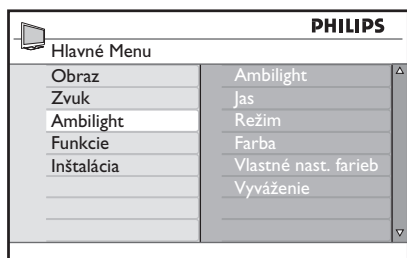 PHILIPS
Hlavné Menu
Obraz
Zvuk
Ambilight
Funkcie
Inštalácia
Ambilight
Jas
Režim
Farba
Vlastné nast. farieb
Vyváženie